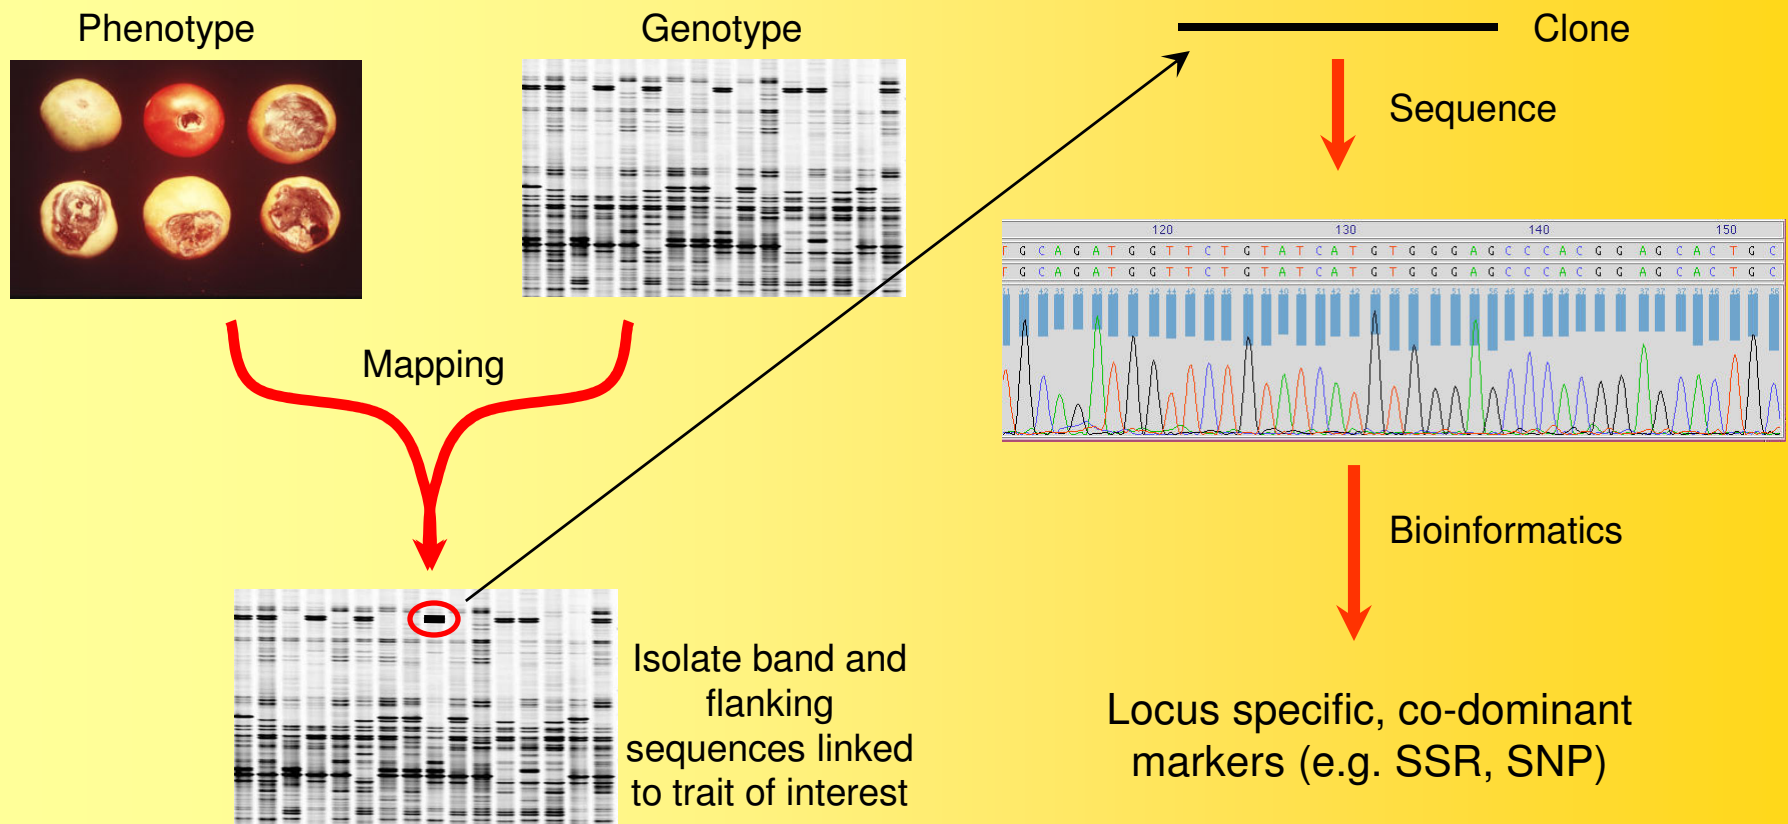 Phenotype
Genotype
Clone
Sequence
Mapping
120 130 140 150
G C A G A T G G T T C T G T A T C A T G T G G G A G C C C A C G G A G C A C T G C
G C A G A T G G T T C T G T A T C A T G T G G G A G C C C A C G G A G C A C T G C
Bioinformatics
Isolate band and
flanking
sequences linked
to trait of interest
Locus specific, co-dominant
markers (e.g. SSR, SNP)